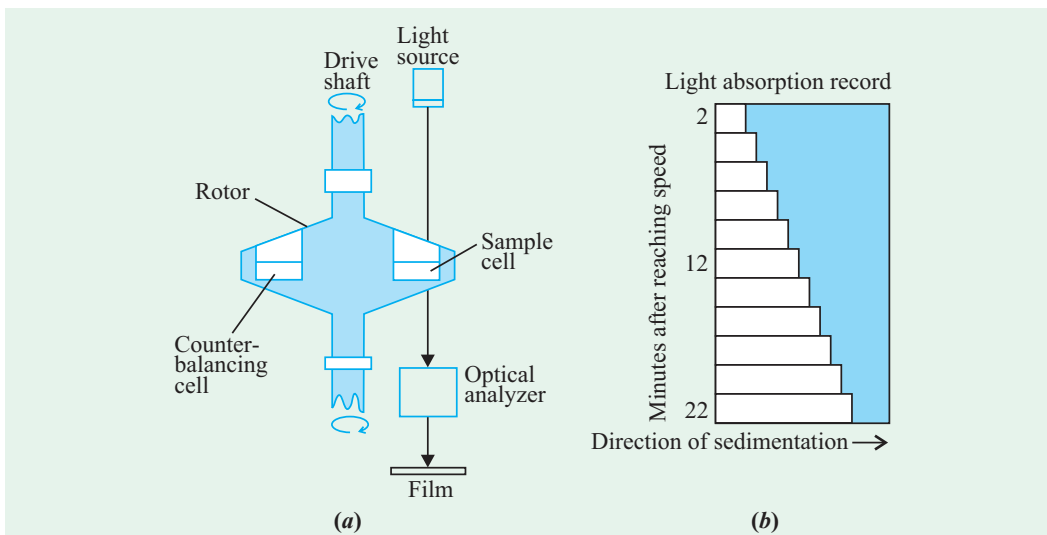 Light
source
Drive
shaft
Rotor
Sample
cell
Counter-
balancing
cell
Optical
analyzer
Film
(a)
Light absorption record
2
12
22
Minutes after reaching speed
Direction of sedimentation
(b)